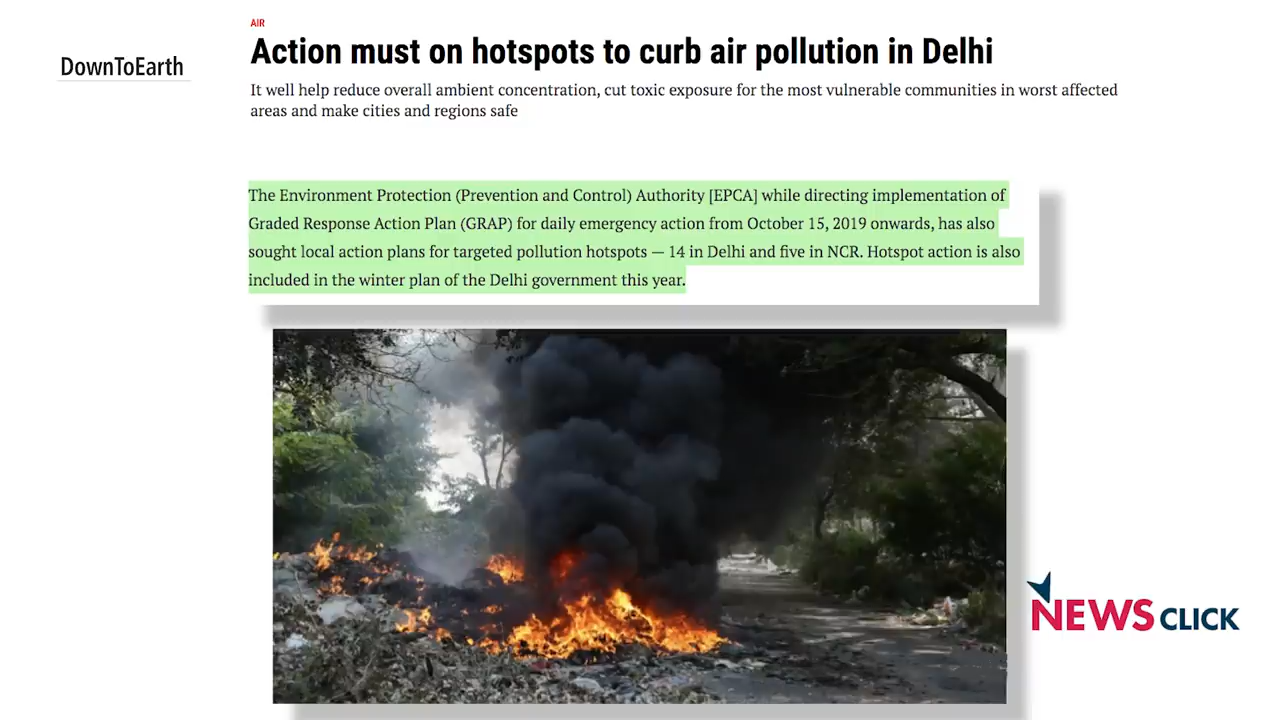 AIR
Action must on hotspots to curb air pollution in Delhi
DownToEarth
It well help reduce overall ambient concentration, cut toxic exposure for the most vulnerable communities in worst affected
areas and make cities and regions safe
The Environment Protection (Prevention and Control) Authority [EPCA] while directing implementation of
Graded Response Action Plan (GRAP) for daily emergency action from October 15, 2019 onwards, has also
sought local action plans for targeted pollution hotspots — 14 in Delhi and five in NCR. Hotspot action is also
included in the winter plan of the Delhi government this year.
NEWS CLICK